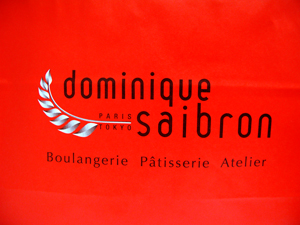 dominique
PARIS
TOKYO
saibron
Boulangerie Pâtisserie Atelier